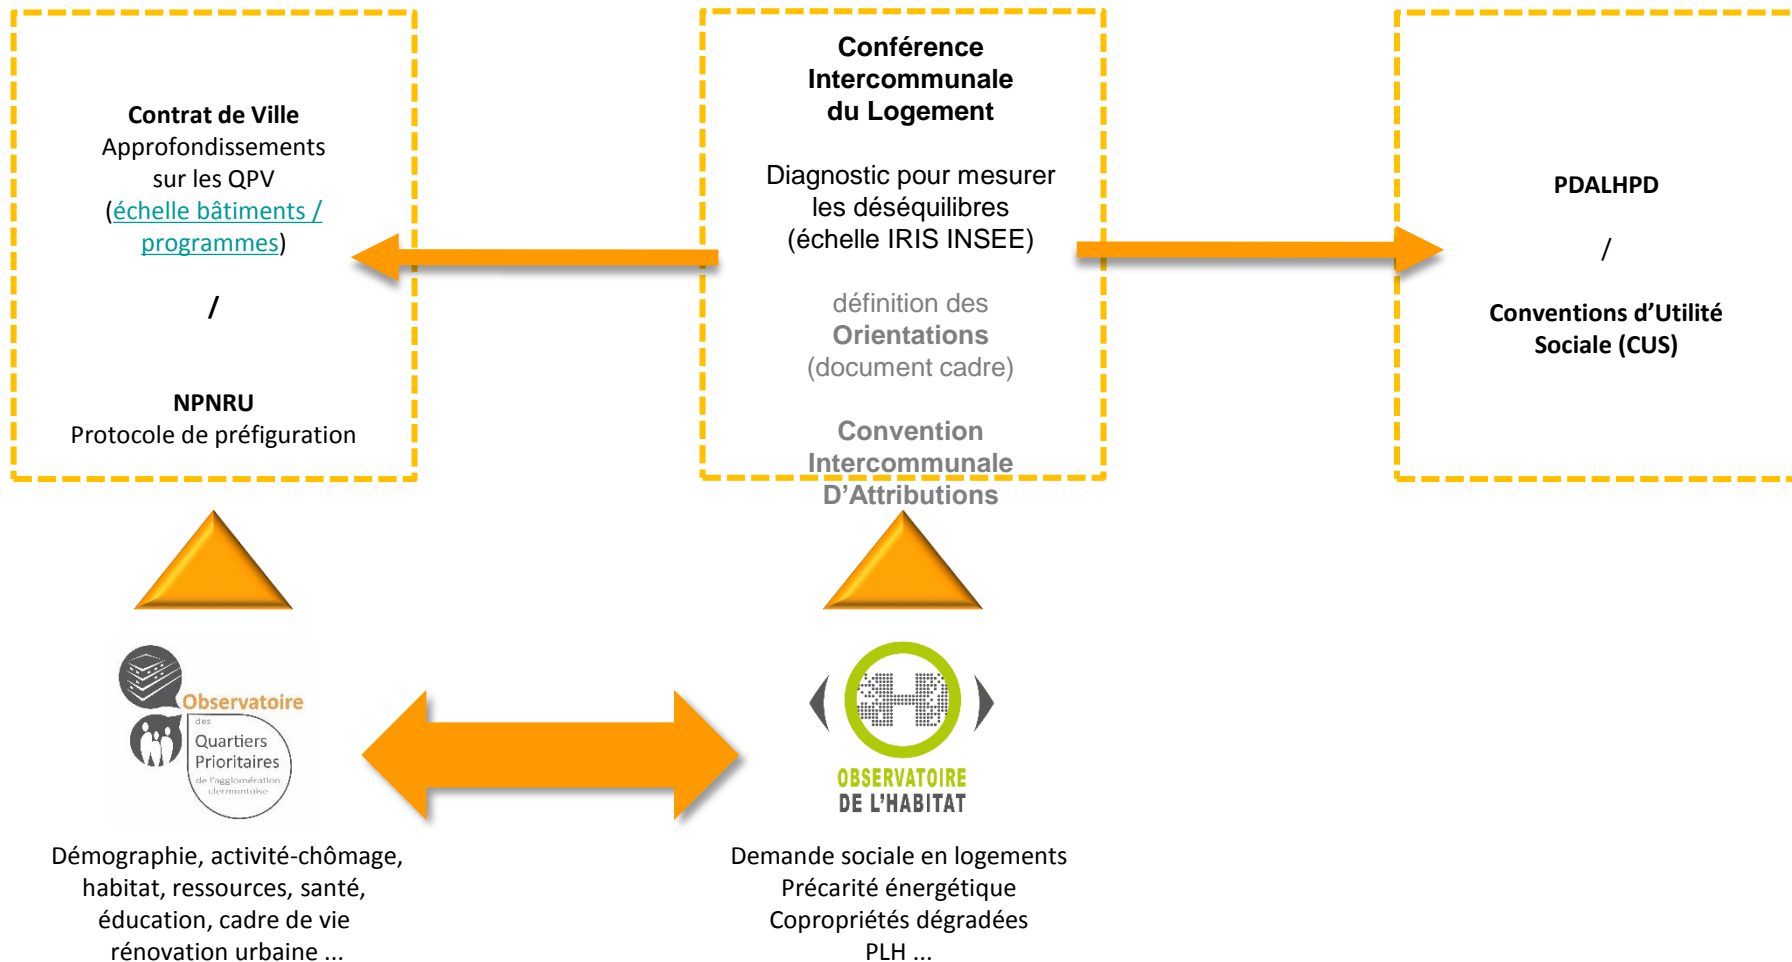 Contrat de Ville
Approfondissements
sur les QPV
(échelle bâtiments /
programmes)
/
NPNRU
Protocole de préfiguration
Conférence
Intercommunale
du Logement
Diagnostic pour mesurer
les déséquilibres
(échelle IRIS INSEE)
définition des
Orientations
(document cadre)
Convention
Intercommunale
D’Attributions
PDALHPD
/
Conventions d’Utilité
Sociale (CUS)
Observatoire
des
Quartiers
Prioritaires
de l'agglomération
clermontoise
Démographie, activité-chômage,
habitat, ressources, santé,
éducation, cadre de vie
rénovation urbaine ...
H
OBSERVATOIRE
DE L'HABITAT
Demande sociale en logements
Précarité énergétique
Copropriétés dégradées
PLH ...